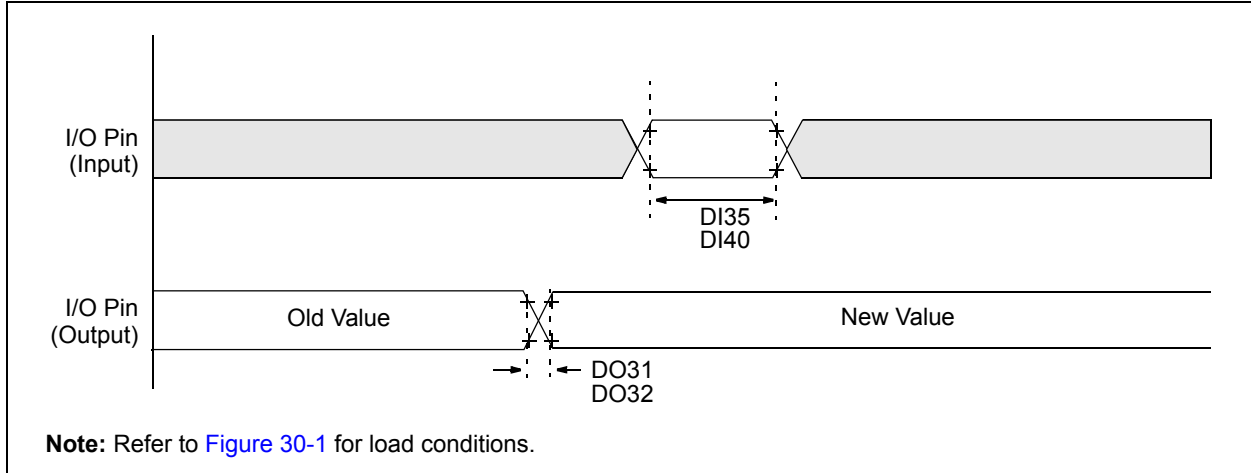 I/O Pin
(Input)
DI35
DI40
I/O Pin
(Output)
Old Value
New Value
DO31
DO32
Note: Refer to Figure 30-1 for load conditions.